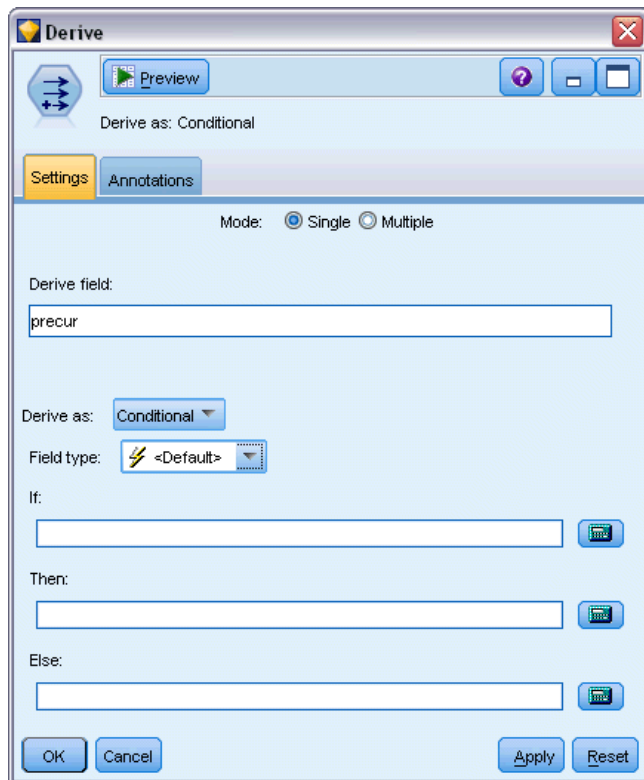 Derive
Preview
Derive as: Conditional
Settings Annotations
Mode: Single Multiple
Derive field:
precur
Derive as: Conditional
Field type: <Default>
If:
Then:
Else:
OK Cancel Apply Reset